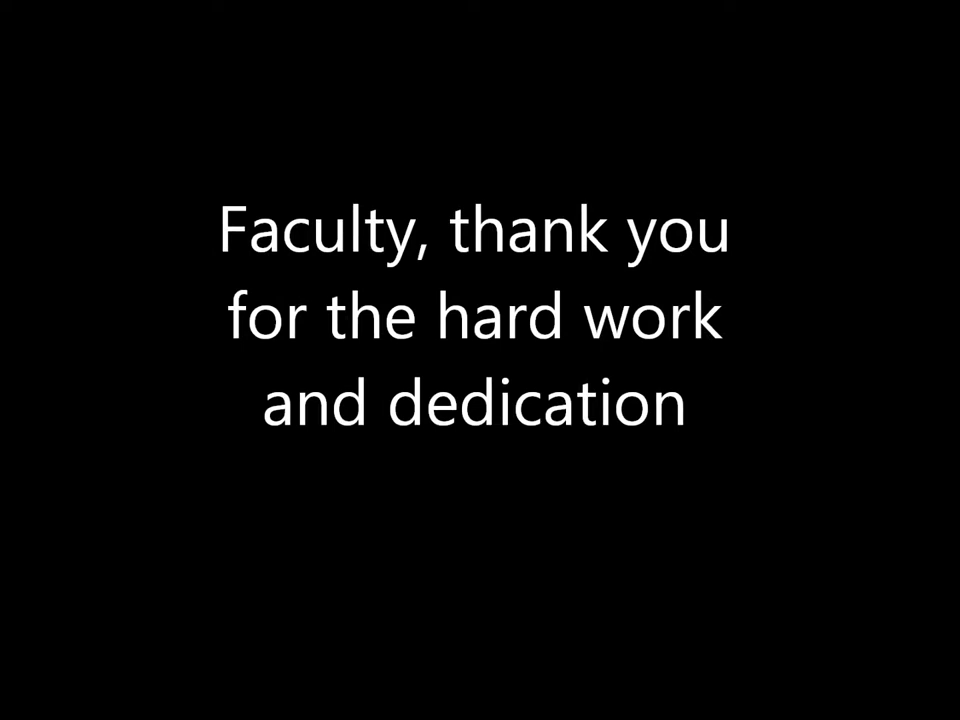 Faculty, thank you
for the hard work
and dedication